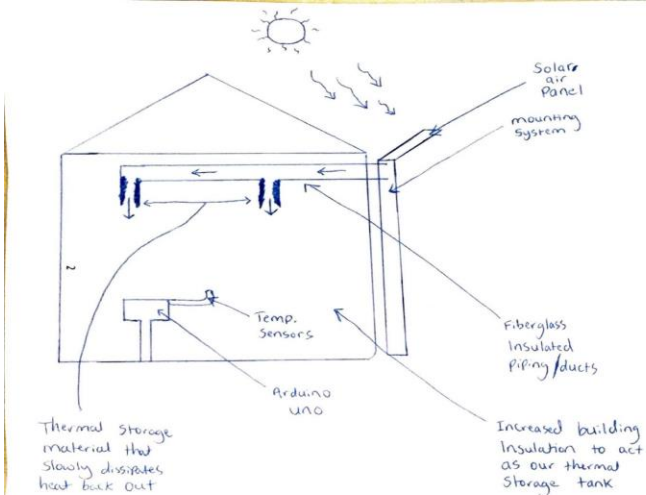 Solar
air
Panel
mounting
System
Temp.
Sensors
Arduino
uno
Fiberglass
Insulated
Piping/ducts
Thermal Storage
material that
Slowly dissipates
heat back out
Increased building
Insulation to act
as our thermal
Storage tank